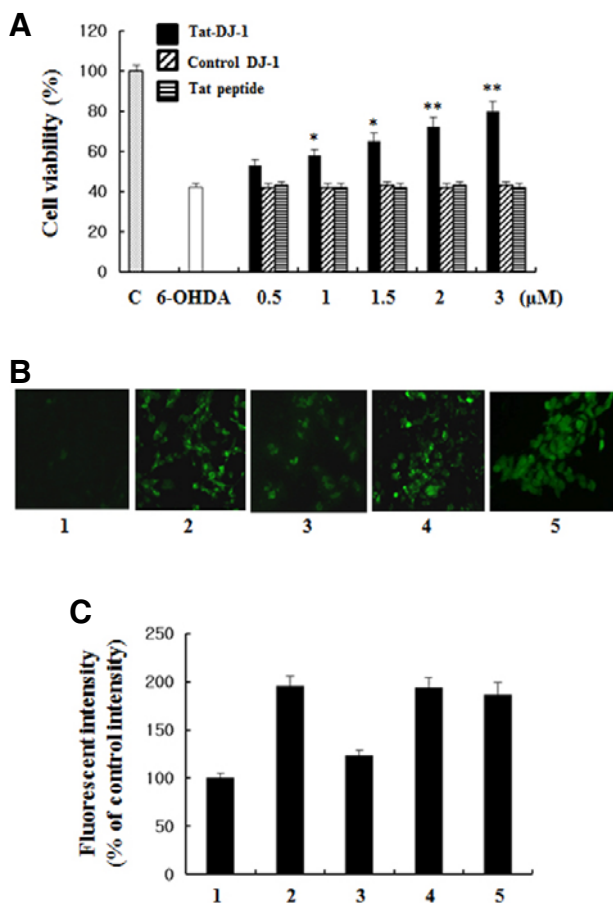 A
Cell viability (%)
120
100
80
60
40
20
0
Tat-DJ-1
Control DJ-1
Tat peptide
*
*
**
**
C 6-OHDA 0.5 1 1.5 2 3 (μM)
B
1 2 3 4 5
C
Fluorescent intensity
(% of control intensity)
250
200
150
100
50
0
1 2 3 4 5